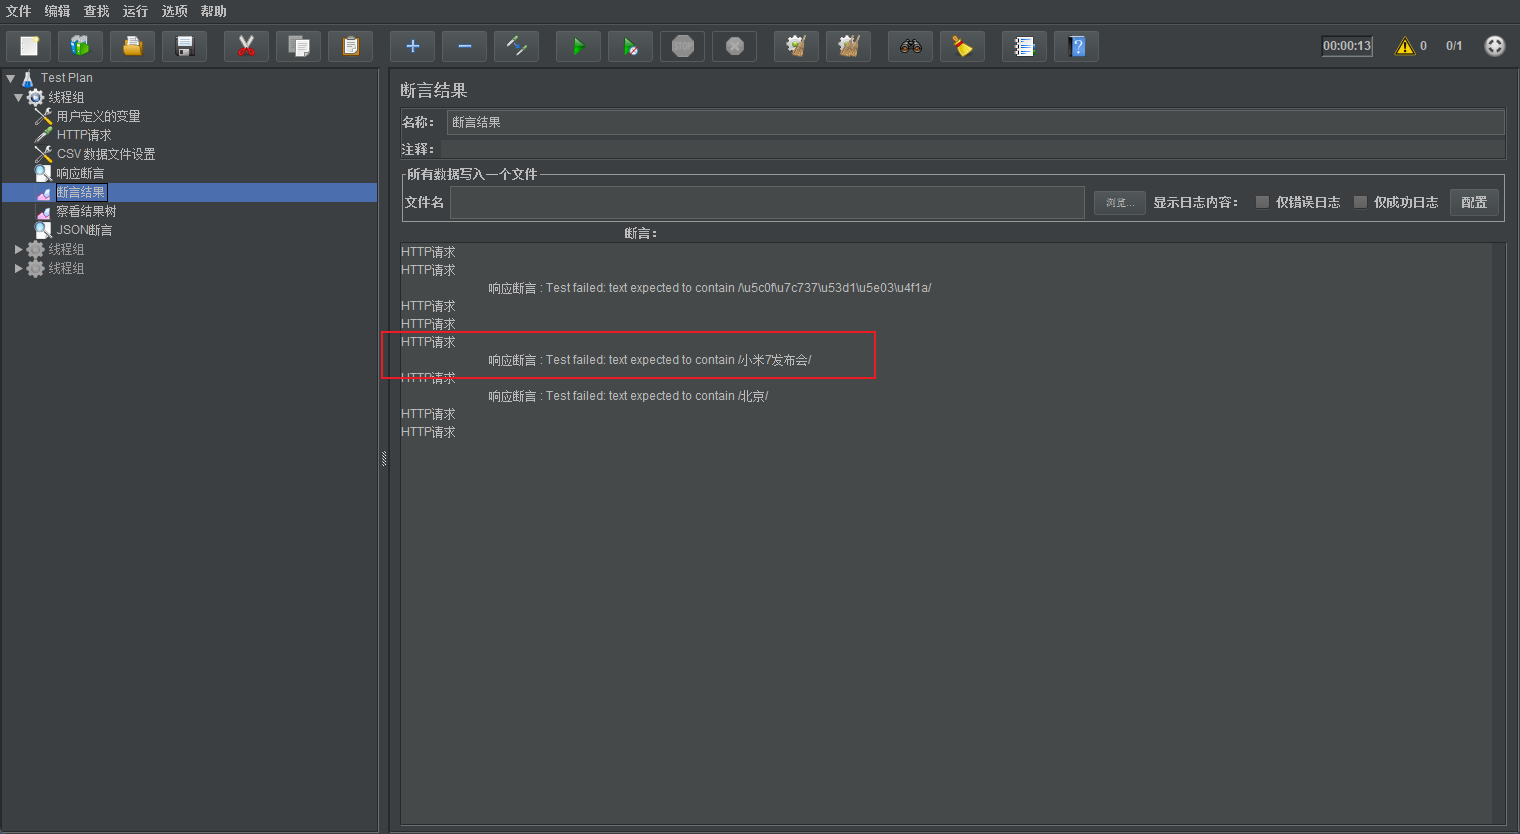 文件 编辑 查找 运行 选项 帮助
STOP
00:00:13 0 0/1
Test Plan
线程组
用户定义的变量
HTTP请求
CSV 数据文件设置
响应断言
断言结果
察看结果树
JSON断言
线程组
线程组
断言结果
名称： 断言结果
注释：
所有数据写入一个文件
文件名 浏览... 显示日志内容： 仅错误日志 仅成功日志 配置
断言：
HTTP请求
HTTP请求
响应断言 : Test failed: text expected to contain /\u5c0f\u7c737\u53d1\u5e03\u4f1a/
HTTP请求
HTTP请求
HTTP请求
响应断言 : Test failed: text expected to contain /小米7发布会/
HTTP请求
响应断言 : Test failed: text expected to contain /北京/
HTTP请求
HTTP请求